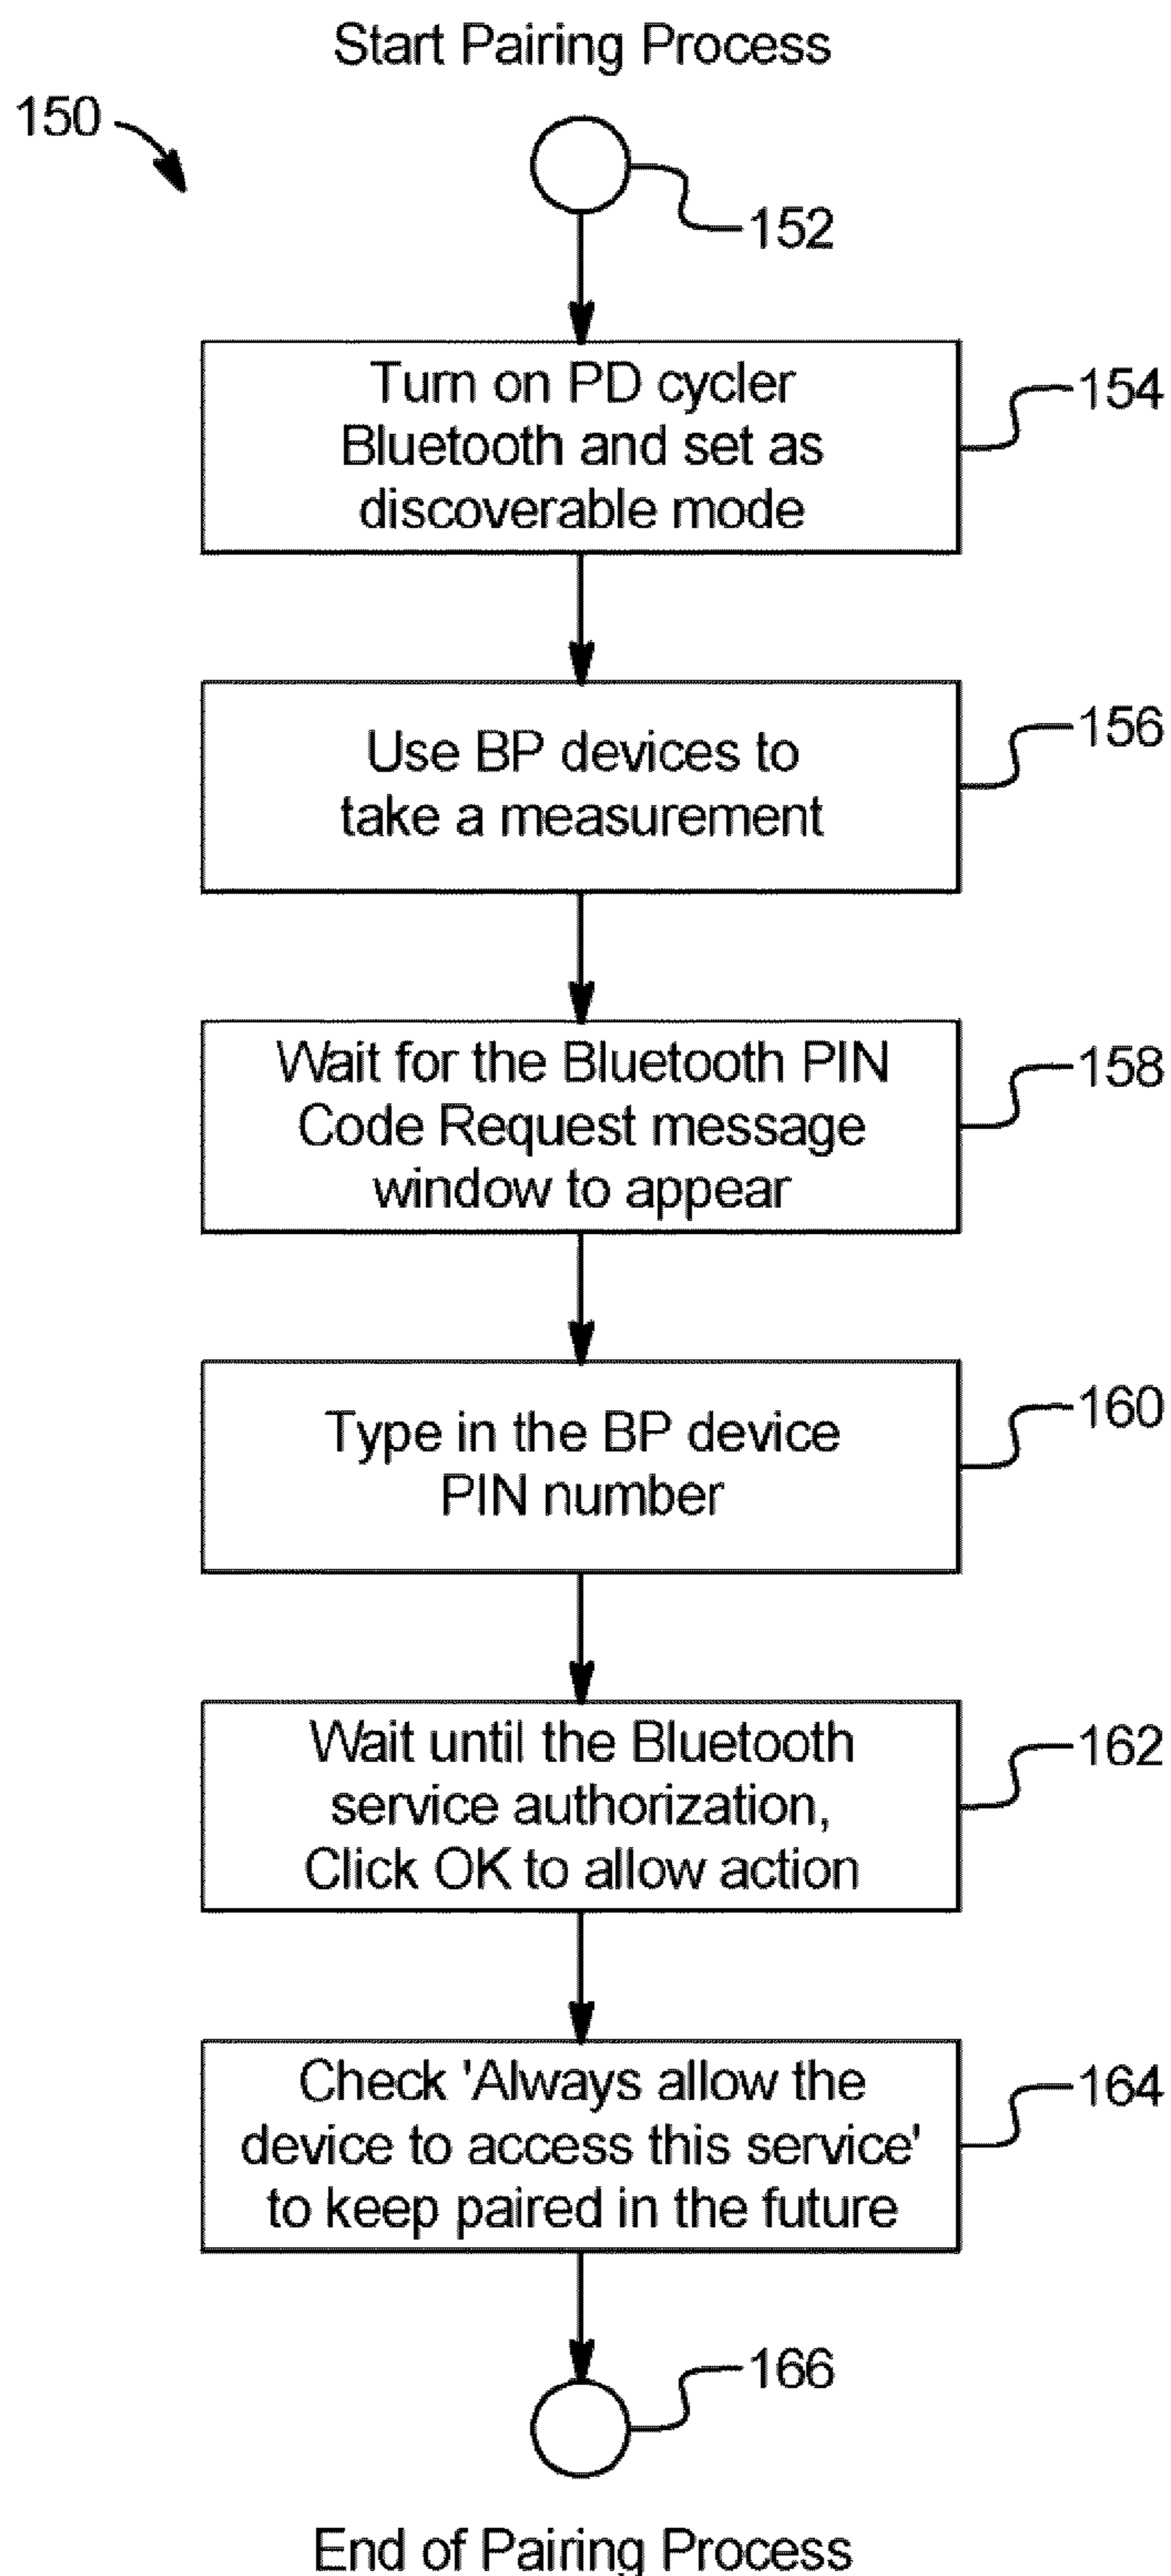 Start Pairing Process
150
152
Turn on PD cycler
Bluetooth and set as
discoverable mode
154
Use BP devices to
take a measurement
156
Wait for the Bluetooth PIN
Code Request message
window to appear
158
Type in the BP device
PIN number
160
Wait until the Bluetooth
service authorization,
Click OK to allow action
162
Check 'Always allow the
device to access this service'
to keep paired in the future
164
166
End of Pairing Process